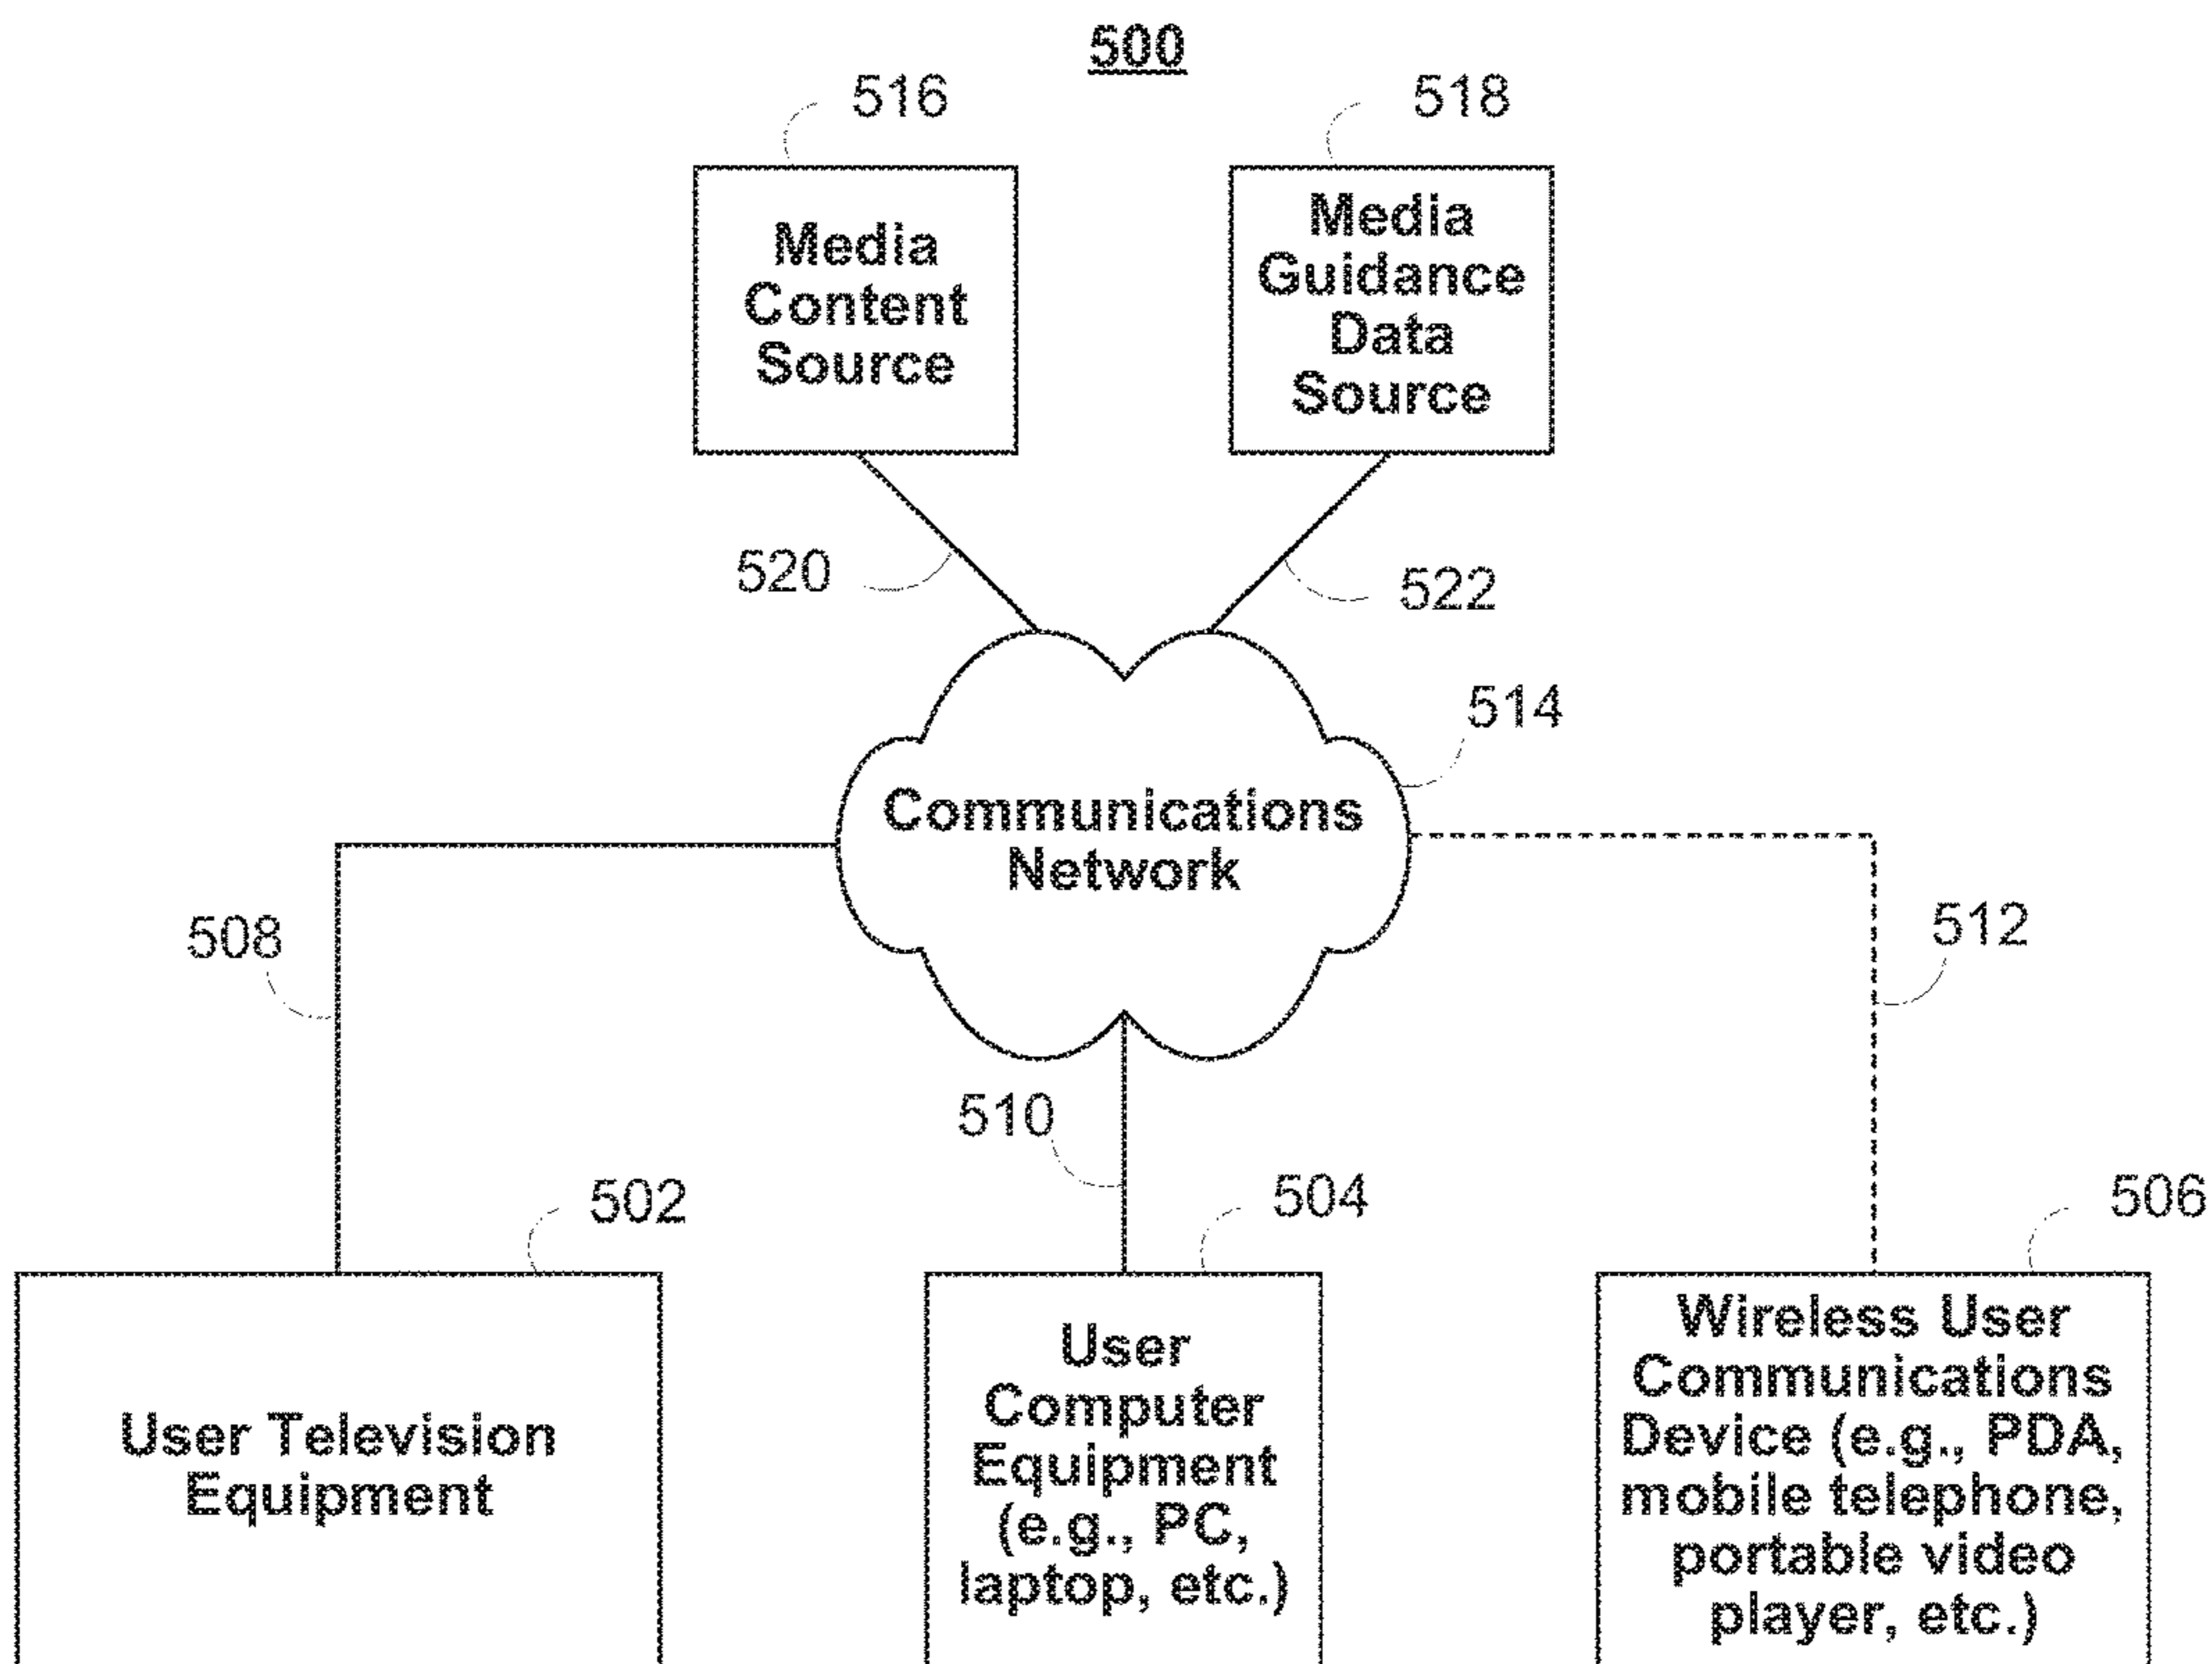 500
516
518
Media
Content
Source
Media
Guidance
Data
Source
520
522
514
Communications
Network
508
512
510
502
504
506
User Television
Equipment
User
Computer
Equipment
(e.g., PC,
laptop, etc.)
Wireless User
Communications
Device (e.g., PDA,
mobile telephone,
portable video
player, etc.)